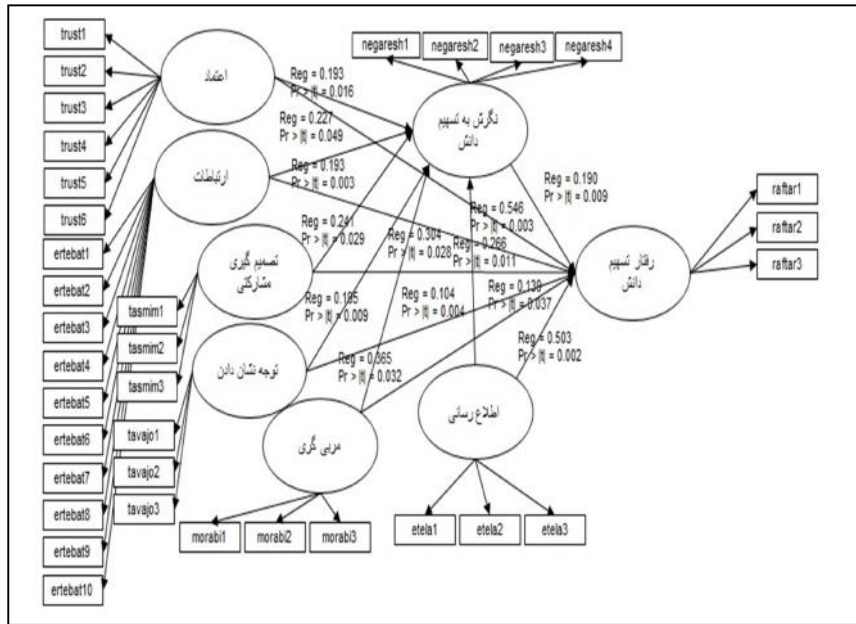 trust1
trust2
trust3
trust4
trust5
trust6
ertebat1
ertebat2
ertebat3
ertebat4
ertebat5
ertebat6
ertebat7
ertebat8
ertebat9
ertebat10
tasmim1
tasmim2
tasmim3
tavajo1
tavajo2
tavajo3
اعتماد
ارتباطات
تصمیم گیری
مشارکتی
توجه نشان دادن
مربی گری
morabi1
morabi2
morabi3
negaresh1
negaresh2
negaresh3
negaresh4
نگرش به تسهیم
دانش
Reg = 0.193
Pr > |t| = 0.016
Reg = 0.227
Pr > |t| = 0.049
Reg = 0.193
Pr > |t| = 0.003
Reg = 0.241
Pr > |t| = 0.029
Reg = 0.304
Pr > |t| = 0.028
Reg = 0.546
Pr > |t| = 0.003
Reg = 0.266
Pr > |t| = 0.011
Reg = 0.190
Pr > |t| = 0.009
Pr > |t| = 0.009
Reg = 0.104
Pr > |t| = 0.004
Pr > |t| = 0.037
Reg = 0.365
Pr > |t| = 0.032
Reg = 0.503
Pr > |t| = 0.002
رفتار تسهیم
دانش
raftar1
raftar2
raftar3
اطلاع رسانی
etela1
etela2
etela3